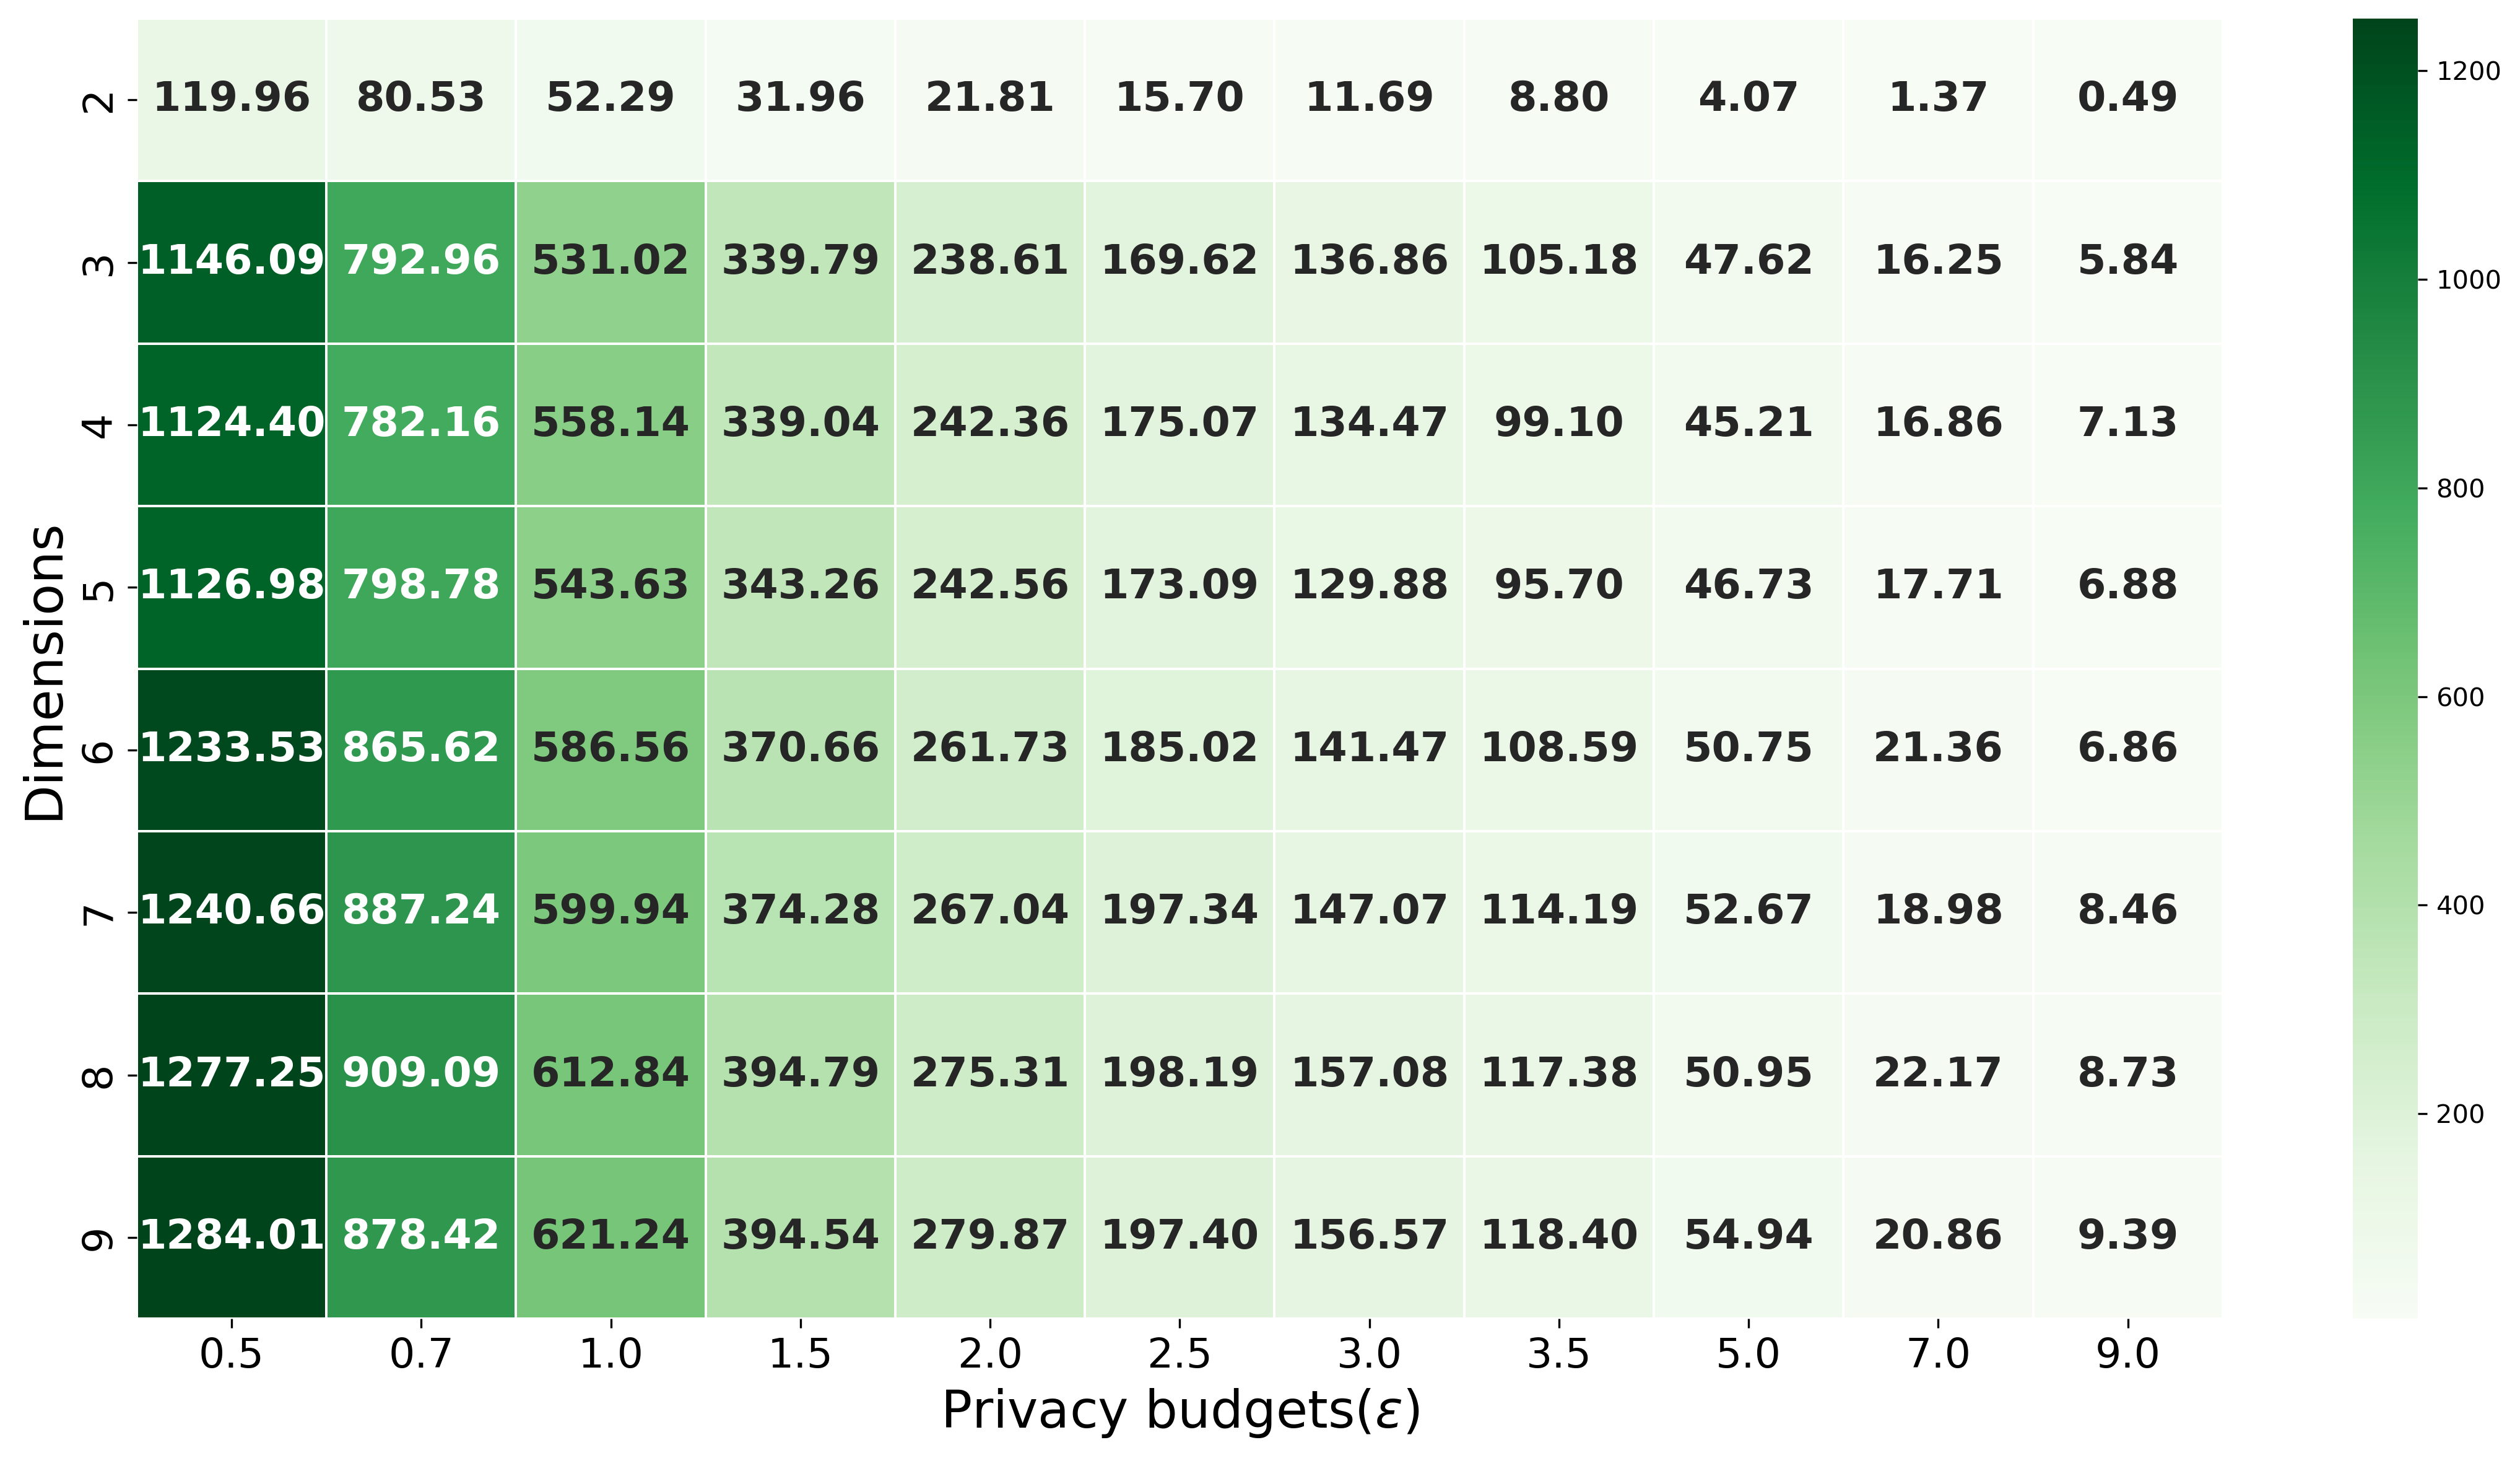 2 119.96 80.53 52.29 31.96 21.81 15.70 11.69 8.80 4.07 1.37 0.49
3 1146.09 792.96 531.02 339.79 238.61 169.62 136.86 105.18 47.62 16.25 5.84
4 1124.40 782.16 558.14 339.04 242.36 175.07 134.47 99.10 45.21 16.86 7.13
5 1126.98 798.78 543.63 343.26 242.56 173.09 129.88 95.70 46.73 17.71 6.88
6 1233.53 865.62 586.56 370.66 261.73 185.02 141.47 108.59 50.75 21.36 6.86
7 1240.66 887.24 599.94 374.28 267.04 197.34 147.07 114.19 52.67 18.98 8.46
8 1277.25 909.09 612.84 394.79 275.31 198.19 157.08 117.38 50.95 22.17 8.73
9 1284.01 878.42 621.24 394.54 279.87 197.40 156.57 118.40 54.94 20.86 9.39
0.5 0.7 1.0 1.5 2.0 2.5 3.0 3.5 5.0 7.0 9.0
Privacy budgets(ε)
Dimensions
1200
1000
800
600
400
200